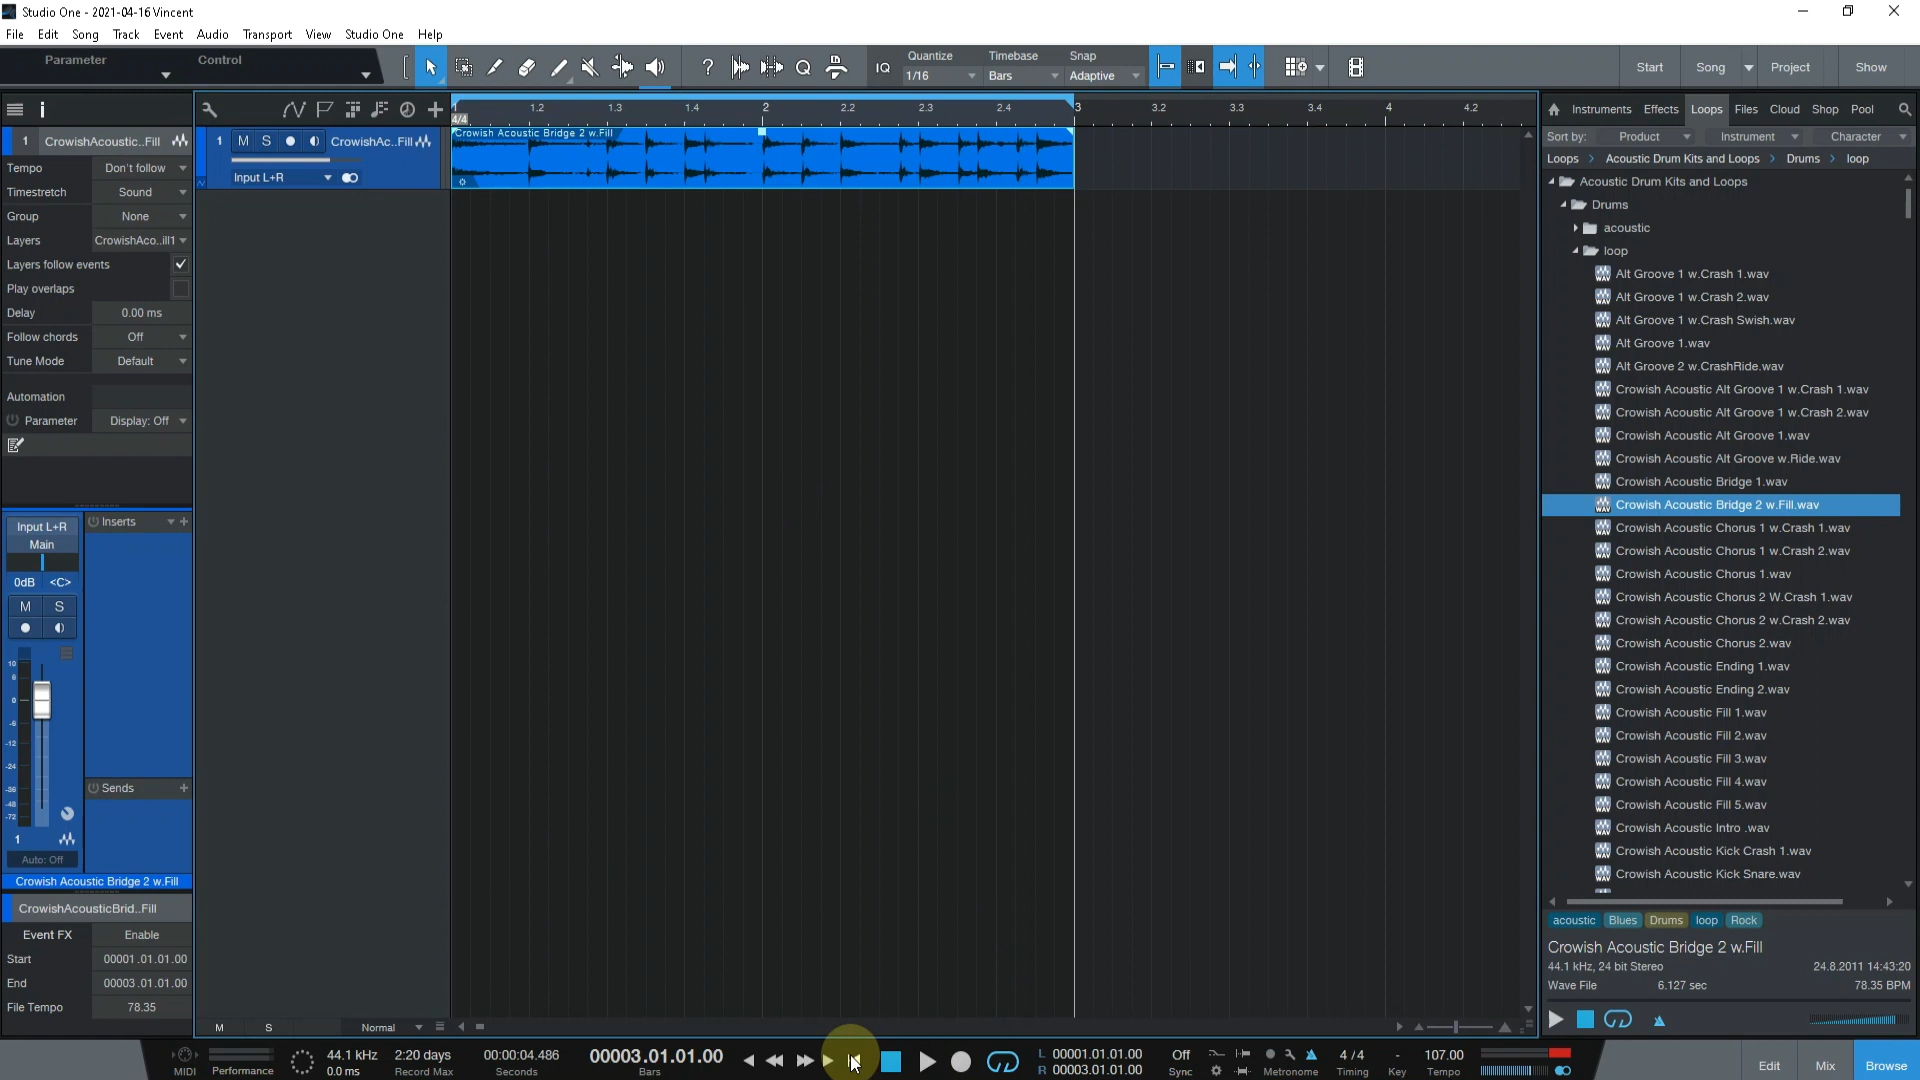 Studio One - 2021-04-16 Vincent
File Edit Song Track Event Audio Transport View Studio One Help
Parameter Control
IQ Quantize 1/16 Timebase Bars Snap Adaptive
Start Song Project Show
1 CrowishAcoustic..Fill
Tempo Don't follow
Timestretch Sound
Group None
Layers CrowishAco..ill1
Layers follow events
Play overlaps
Delay 0.00 ms
Follow chords Off
Tune Mode Default
Automation
Parameter Display: Off
Input L+R
Main
0dB <C>
M S
10
6
0
-6
-12
-24
-36
-48
-72
1
Auto: Off
Inserts
Sends
Crowish Acoustic Bridge 2 w.Fill
CrowishAcousticBrid..Fill
Event FX Enable
Start 00001.01.01.00
End 00003.01.01.00
File Tempo 78.35
1 M S CrowishAc..Fill
Input L+R
M S Normal
1 1.2 1.3 1.4 2 2.2 2.3 2.4 3 3.2 3.3 3.4 4 4.2
4/4
Crowish Acoustic Bridge 2 w.Fill
Instruments Effects Loops Files Cloud Shop Pool
Sort by: Product Instrument Character
Loops > Acoustic Drum Kits and Loops > Drums > loop
Acoustic Drum Kits and Loops
Drums
acoustic
loop
Alt Groove 1 w.Crash 1.wav
Alt Groove 1 w.Crash 2.wav
Alt Groove 1 w.Crash Swish.wav
Alt Groove 1.wav
Alt Groove 2 w.CrashRide.wav
Crowish Acoustic Alt Groove 1 w.Crash 1.wav
Crowish Acoustic Alt Groove 1 w.Crash 2.wav
Crowish Acoustic Alt Groove 1.wav
Crowish Acoustic Alt Groove w.Ride.wav
Crowish Acoustic Bridge 1.wav
Crowish Acoustic Bridge 2 w.Fill.wav
Crowish Acoustic Chorus 1 w.Crash 1.wav
Crowish Acoustic Chorus 1 w.Crash 2.wav
Crowish Acoustic Chorus 1.wav
Crowish Acoustic Chorus 2 W.Crash 1.wav
Crowish Acoustic Chorus 2 w.Crash 2.wav
Crowish Acoustic Chorus 2.wav
Crowish Acoustic Ending 1.wav
Crowish Acoustic Ending 2.wav
Crowish Acoustic Fill 1.wav
Crowish Acoustic Fill 2.wav
Crowish Acoustic Fill 3.wav
Crowish Acoustic Fill 4.wav
Crowish Acoustic Fill 5.wav
Crowish Acoustic Intro .wav
Crowish Acoustic Kick Crash 1.wav
Crowish Acoustic Kick Snare.wav
acoustic Blues Drums loop Rock
Crowish Acoustic Bridge 2 w.Fill
44.1 kHz, 24 bit Stereo 24.8.2011 14:43:20
Wave File 6.127 sec 78.35 BPM
MIDI Performance
44.1 kHz
0.0 ms
2:20 days
Record Max
00:00:04.486
Seconds
00003.01.01.00
Bars
L 00001.01.01.00
R 00003.01.01.00
Off
Sync
Metronome
4 / 4
Timing
-
Key
107.00
Tempo
Edit Mix Browse